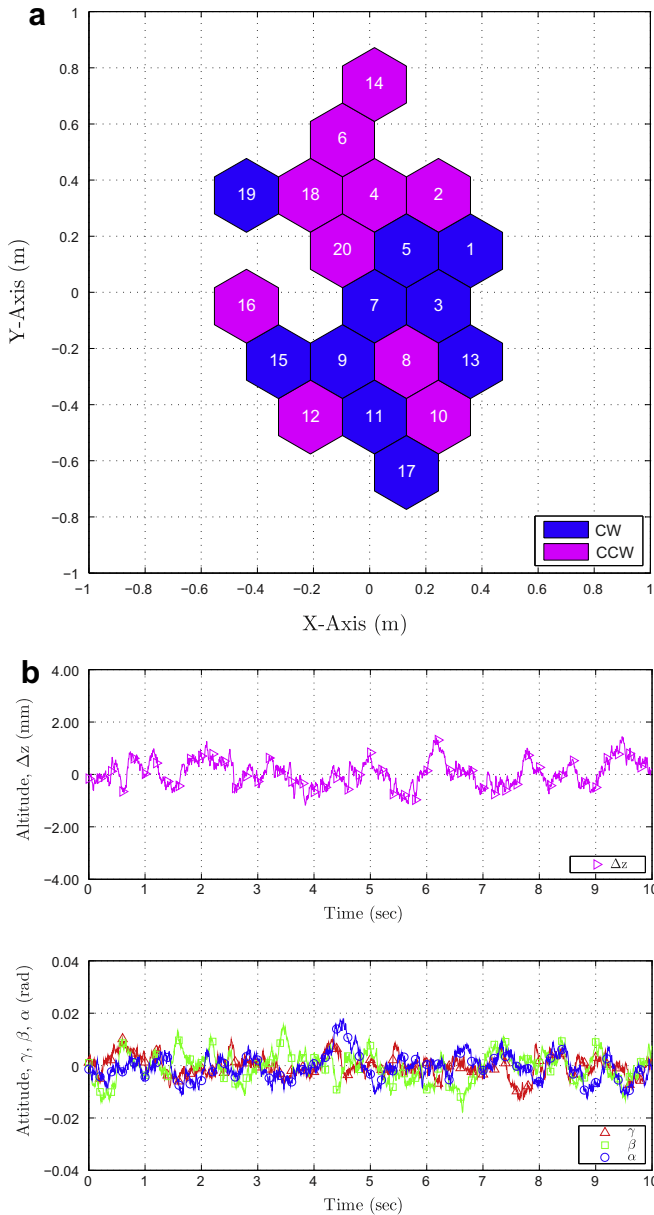 a
0.8
14
0.6
6
0.4
19 18 4 2
0.2
20 5 1
0
16 7 3
−0.2
15 9 8 13
−0.4
12 11 10
−0.6
17
−0.8
−1
Y-Axis (m)
CW
CCW
−1 −0.8 −0.6 −0.4 −0.2 0 0.2 0.4 0.6 0.8 1
X-Axis (m)
b
4.00
2.00
0
−2.00
−4.00
Altitude, Δz (mm)
Δz
0 1 2 3 4 5 6 7 8 9 10
Time (sec)
0.04
0.02
0
−0.02
−0.04
Attitude, γ, β, α (rad)
γ
β
α
0 1 2 3 4 5 6 7 8 9 10
Time (sec)